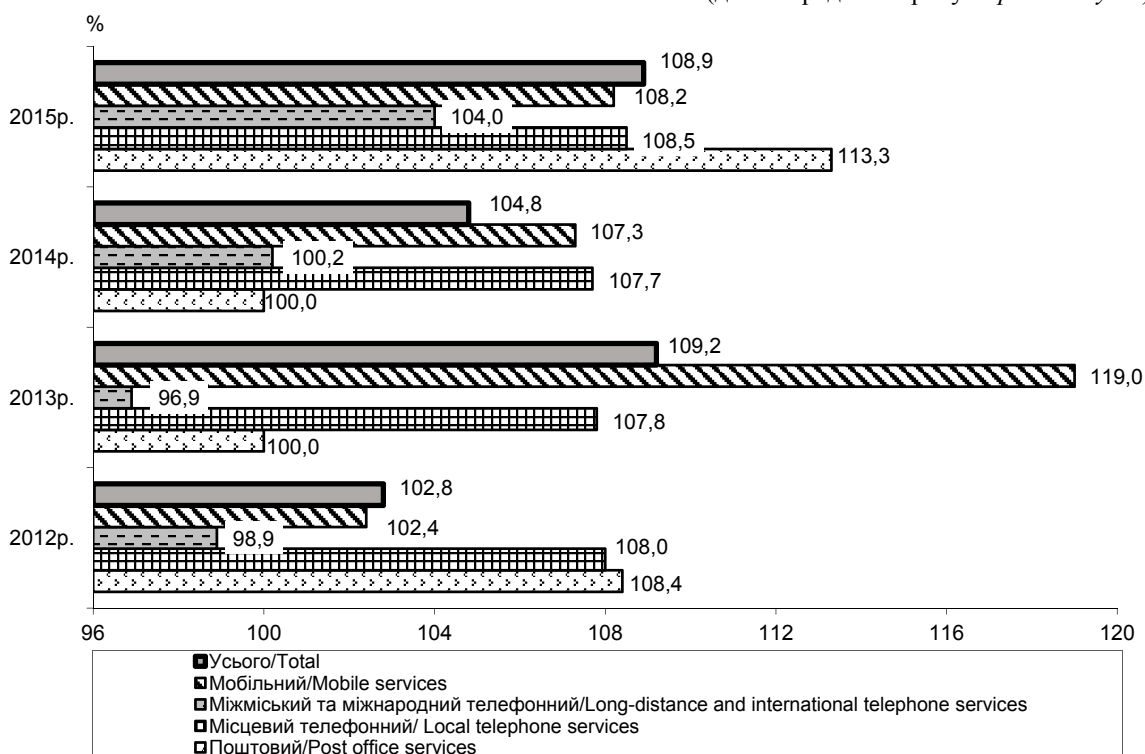 %
108,9
108,2
2015р.
104,0
108,5
113,3
104,8
107,3
2014р.
100,2
107,7
100,0
109,2
119,0
2013р.
96,9
107,8
100,0
102,8
102,4
2012р.
98,9
108,0
108,4
96 100 104 108 112 116 120
Усього/Total
Мобільний/Mobile services
Міжміський та міжнародний телефонний/Long-distance and international telephone services
Місцевий телефонний/ Local telephone services
Поштовий/Post office services